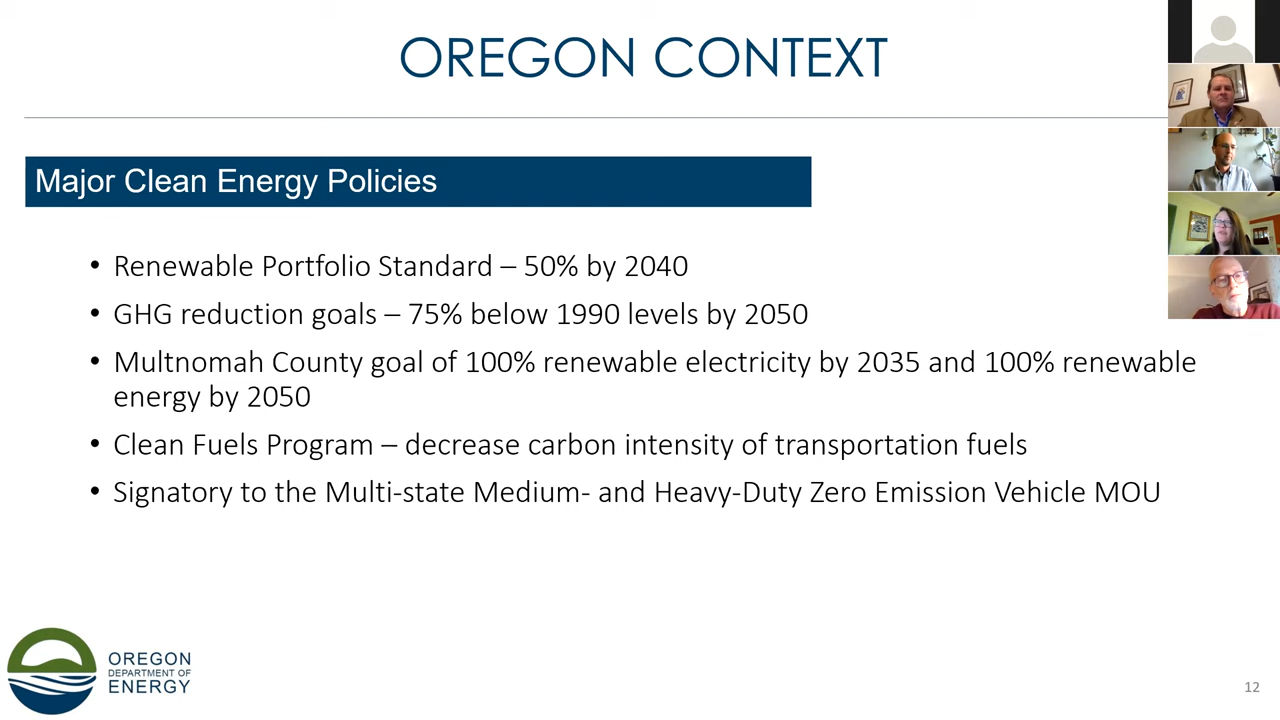 OREGON CONTEXT
Major Clean Energy Policies
• Renewable Portfolio Standard – 50% by 2040
• GHG reduction goals – 75% below 1990 levels by 2050
• Multnomah County goal of 100% renewable electricity by 2035 and 100% renewable
energy by 2050
• Clean Fuels Program – decrease carbon intensity of transportation fuels
• Signatory to the Multi-state Medium- and Heavy-Duty Zero Emission Vehicle MOU
OREGON
DEPARTMENT OF
ENERGY
12